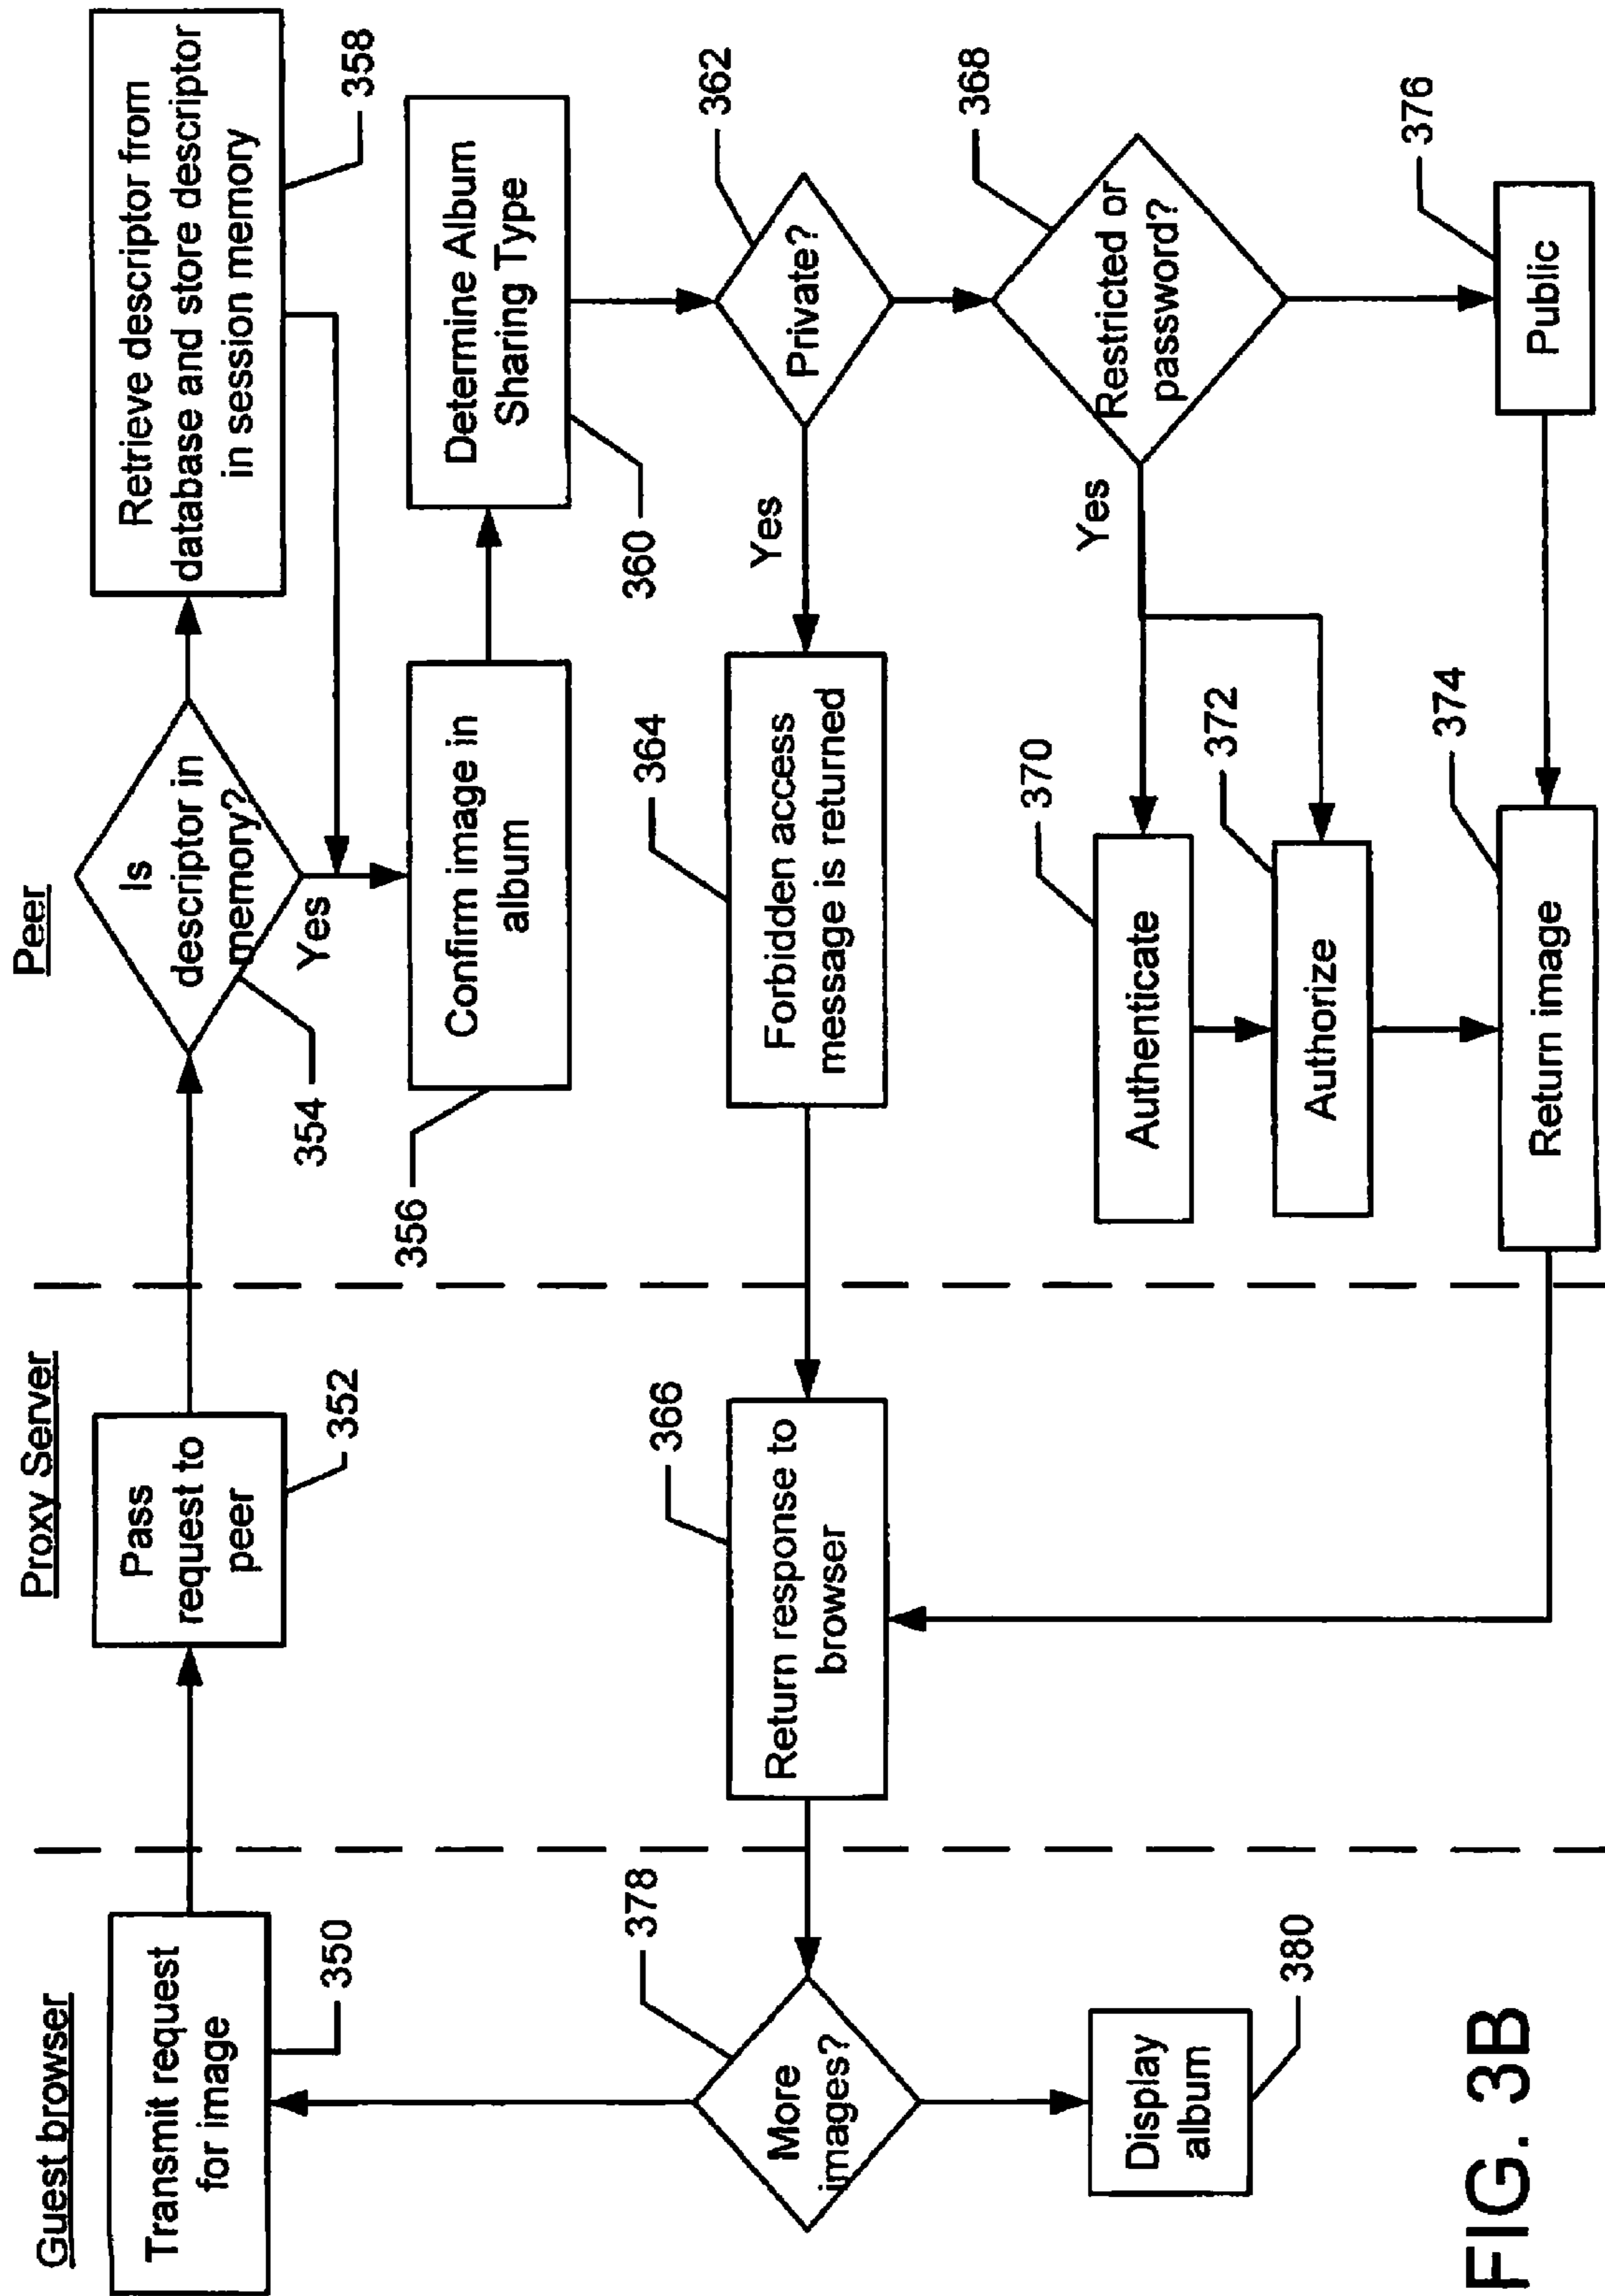 Guest browser
Proxy Server
Peer
Transmit request
for image
350
Pass
request to
peer
352
Is
descriptor in
memory?
354
Yes
Retrieve descriptor from
database and store descriptor
in session memory
358
Confirm image in
album
356
Determine Album
Sharing Type
360
Private?
362
Yes
Forbidden access
message is returned
364
Return response to
browser
366
More
images?
378
Display
album
380
Restricted or
password?
368
Yes
Authenticate
370
Authorize
372
Return image
374
Public
376
FIG. 3B